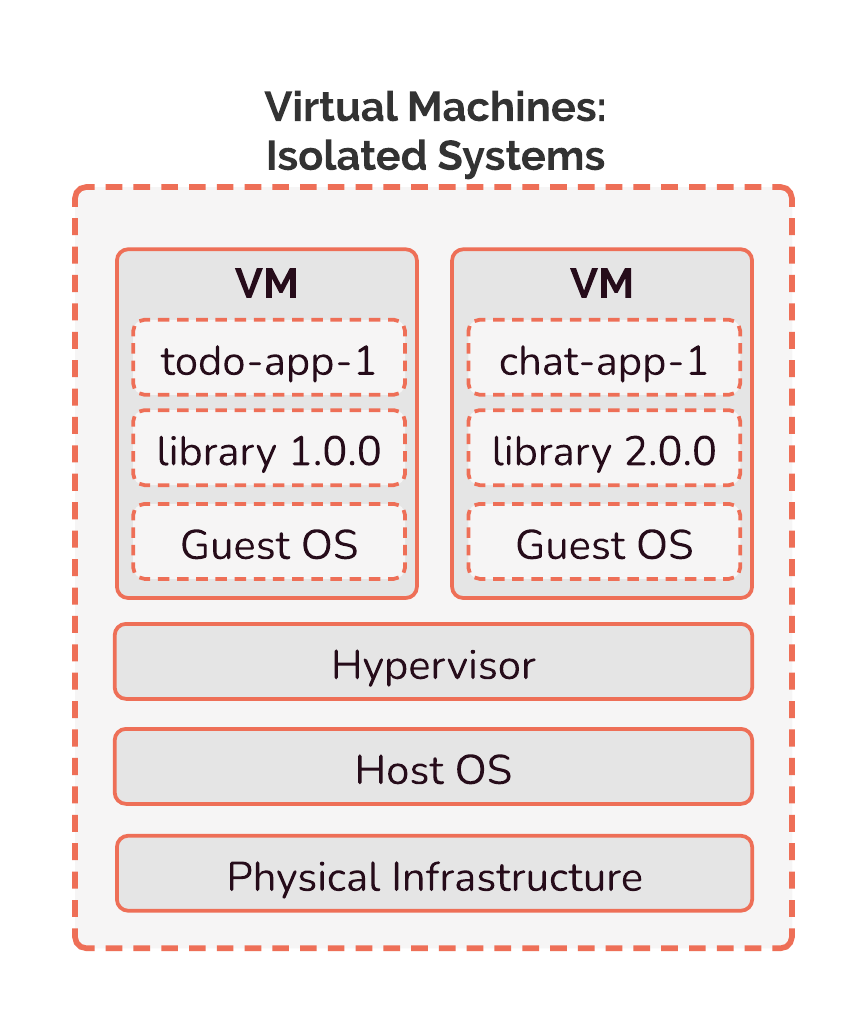 Virtual Machines:
Isolated Systems
VM
todo-app-1
library 1.0.0
Guest OS
VM
chat-app-1
library 2.0.0
Guest OS
Hypervisor
Host OS
Physical Infrastructure